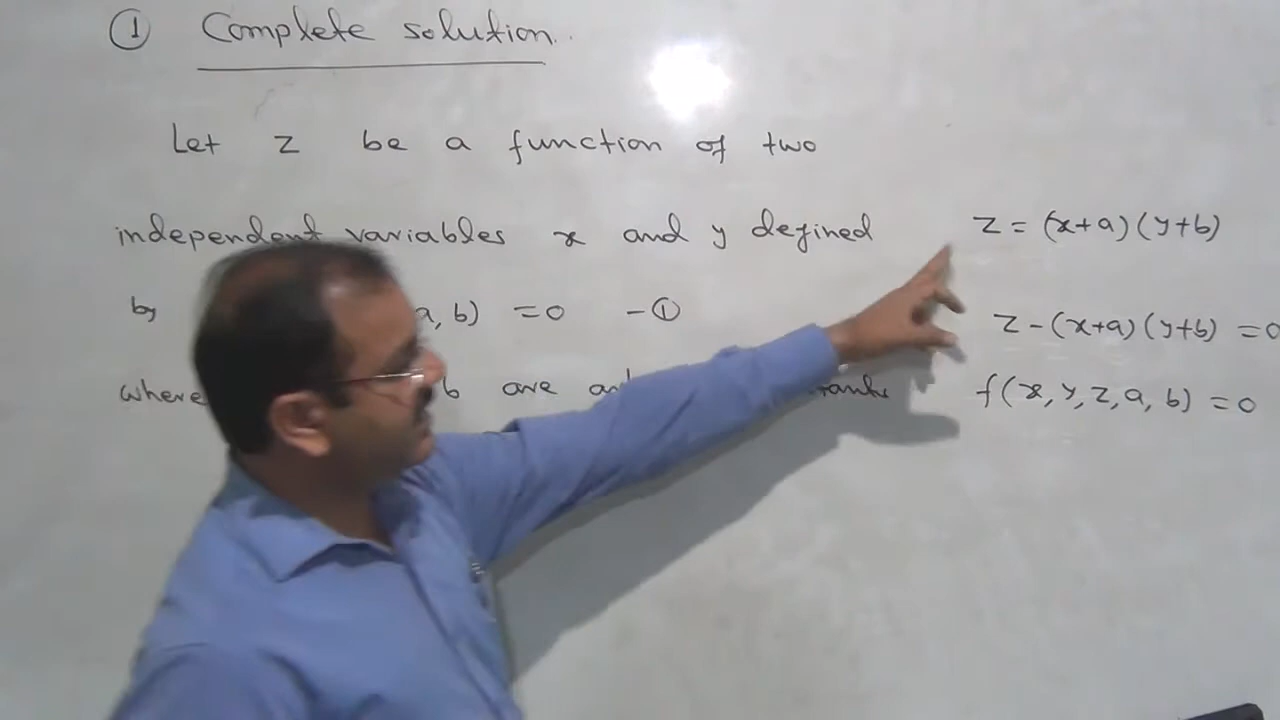 ① Complete solution.
Let z be a function of two
independent variables x and y defined
by a, b) = 0 - ①
where b are
z = (x+a)(y+b)
z - (x+a)(y+b) = 0
f(x, y, z, a, b) = 0